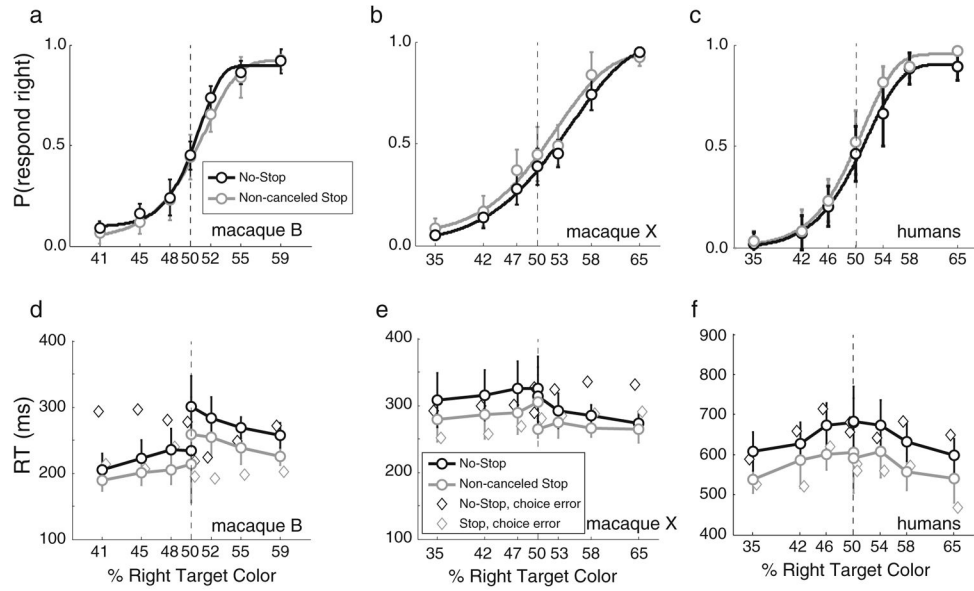 a
b
c
1.0
1.0
1.0
P(respond right)
0.5
0.5
0.5
No-Stop
Non-canceled Stop
macaque B
macaque X
humans
0.0
0.0
0.0
41 45 48 50 52 55 59
35 42 47 50 53 58 65
35 42 46 50 54 58 65
d
e
f
400
400
900
800
300
300
700
RT (ms)
600
200
200
500
No-Stop
Non-canceled Stop
No-Stop, choice error
Stop, choice error
macaque B
macaque X
humans
100
100
400
41 45 48 50 52 55 59
35 42 47 50 53 58 65
35 42 46 50 54 58 65
% Right Target Color
% Right Target Color
% Right Target Color